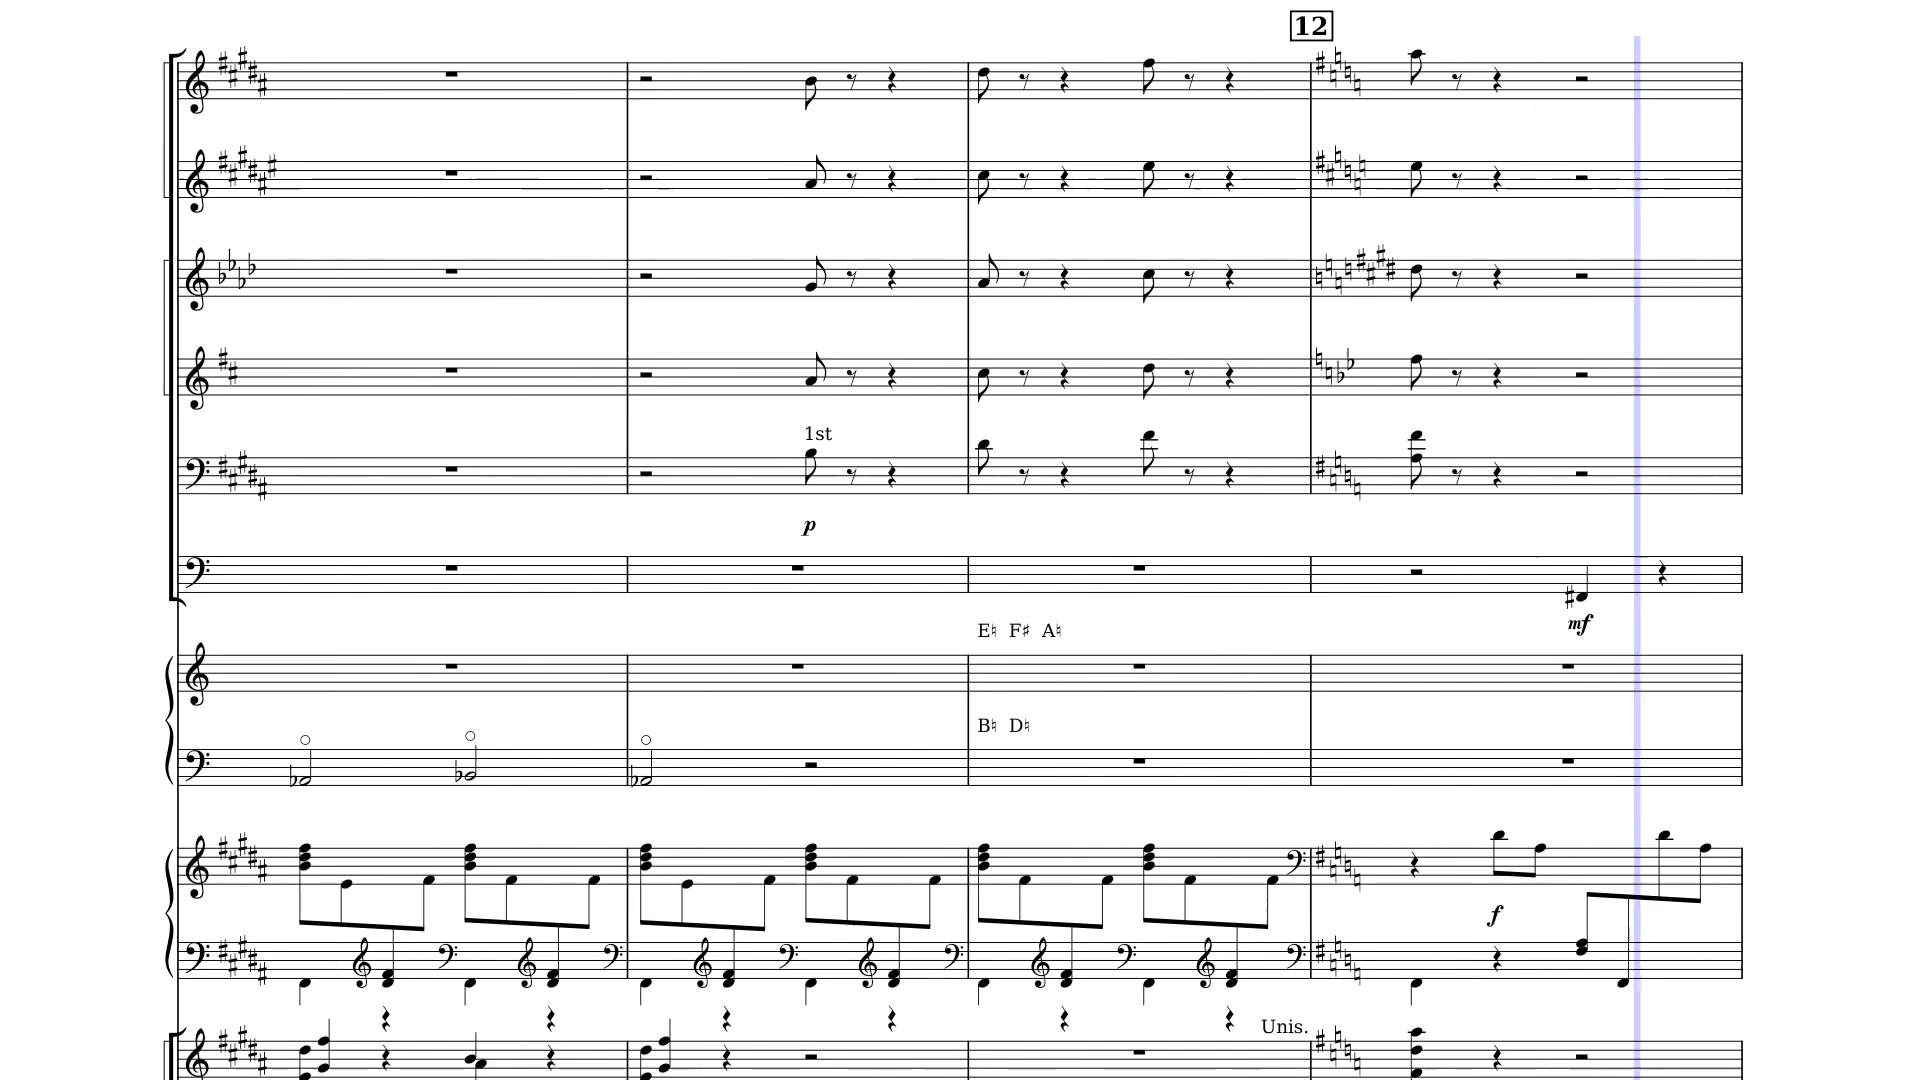 12
1st
p
mf
E♮ F♯ A♮
B♮ D♮
f
Unis.